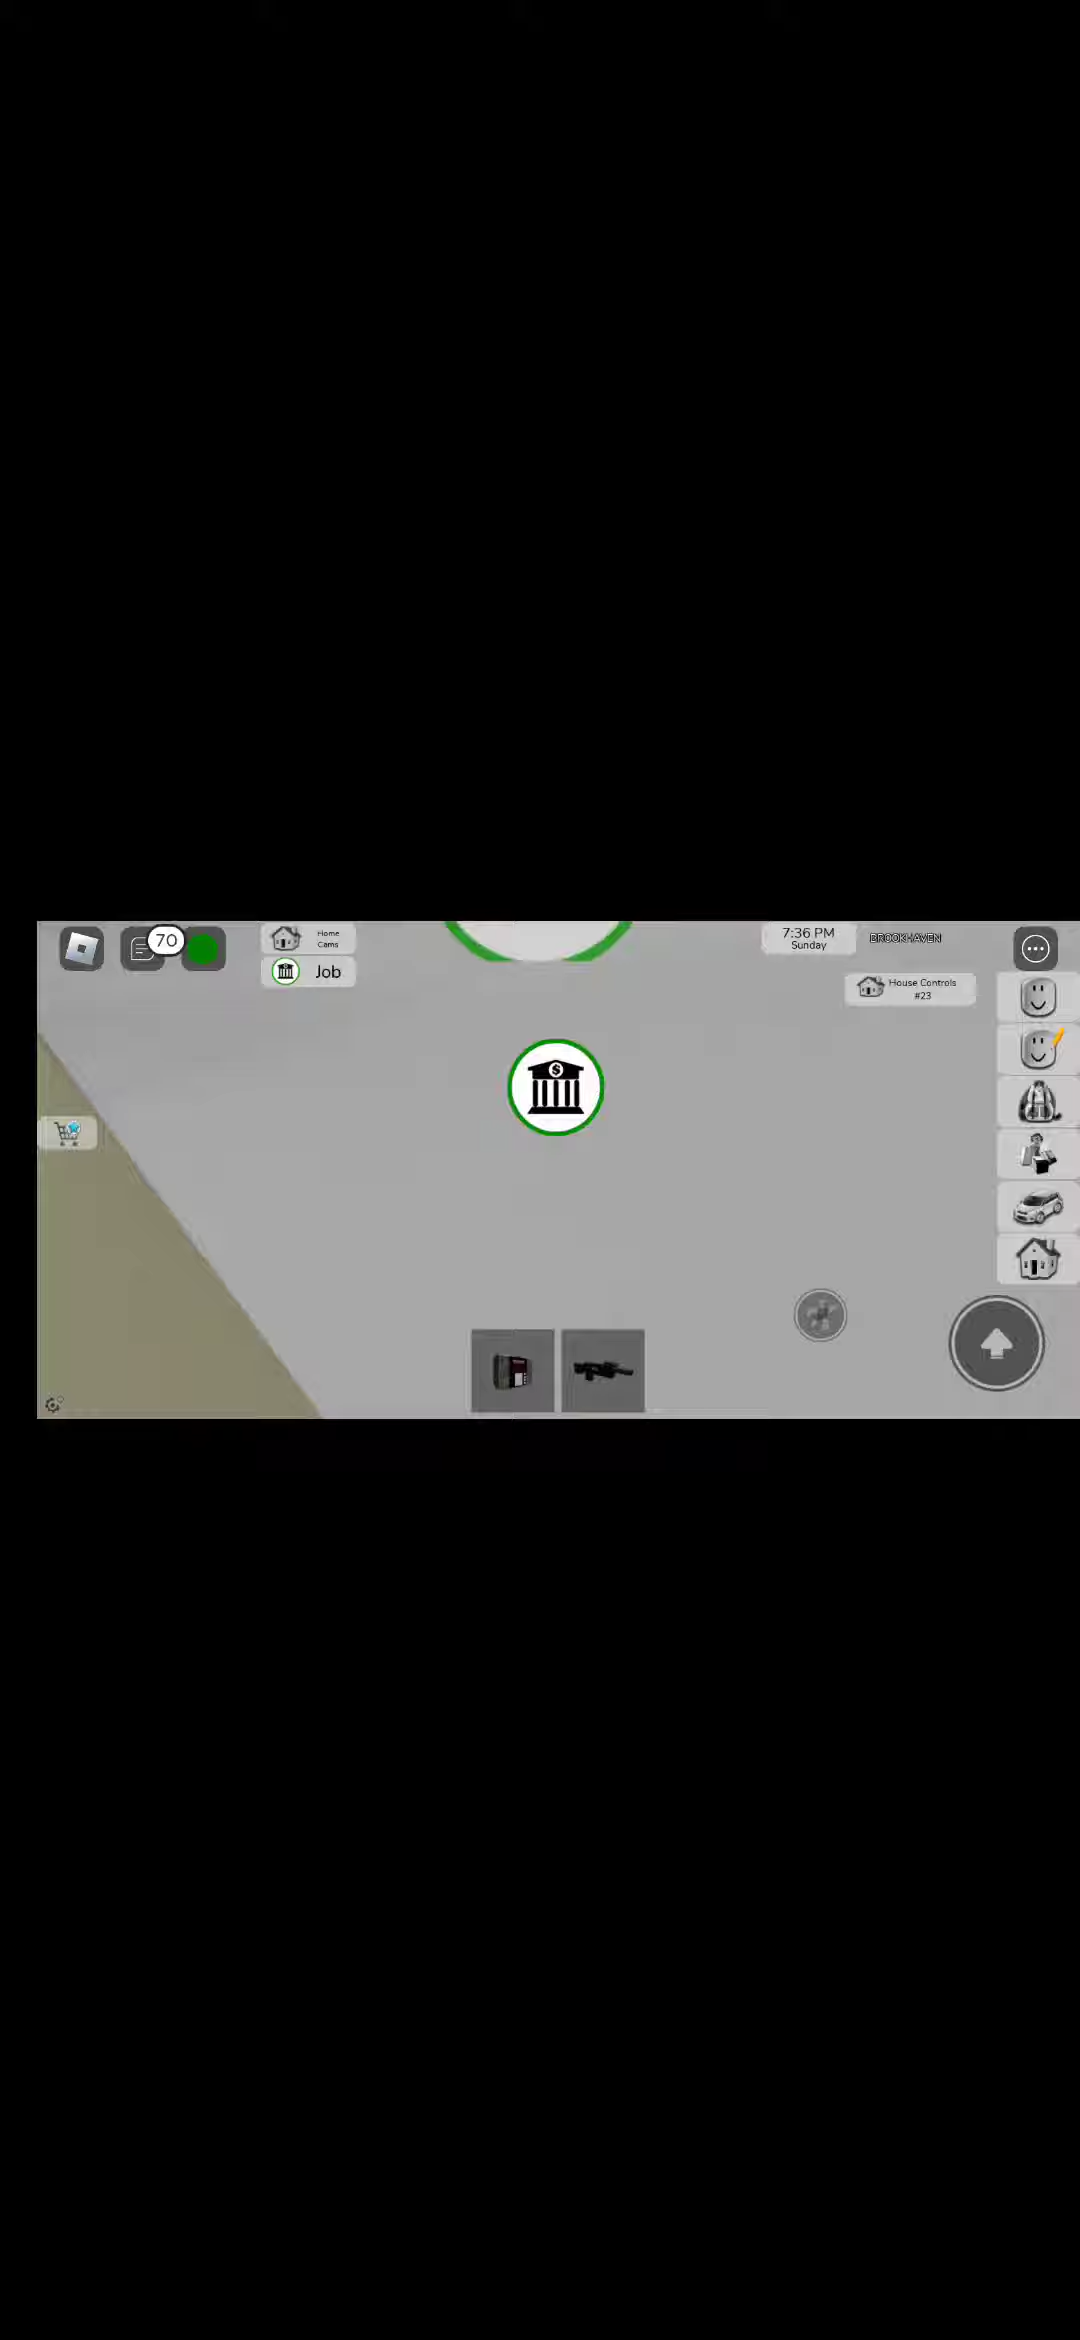 70
Home
Cams
Job
7:36 PM
Sunday
BROOKHAVEN
House Controls
#23
$